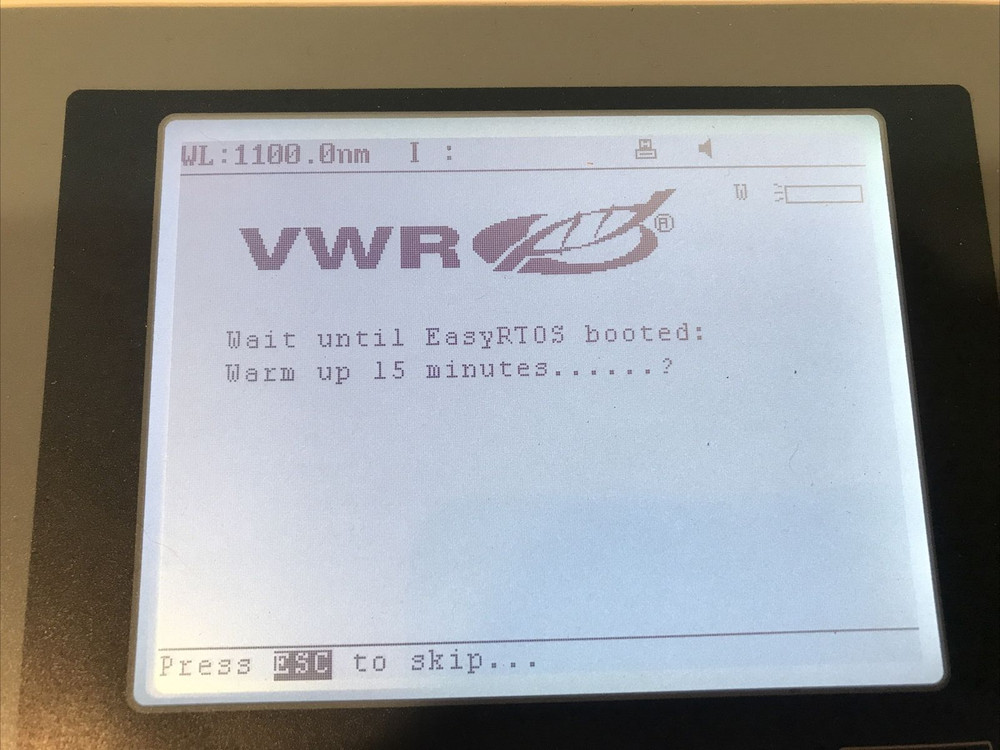 WL:1100.0nm I :
W
VWR®
Wait until EasyRTOS booted:
Warm up 15 minutes......?
Press ESC to skip...